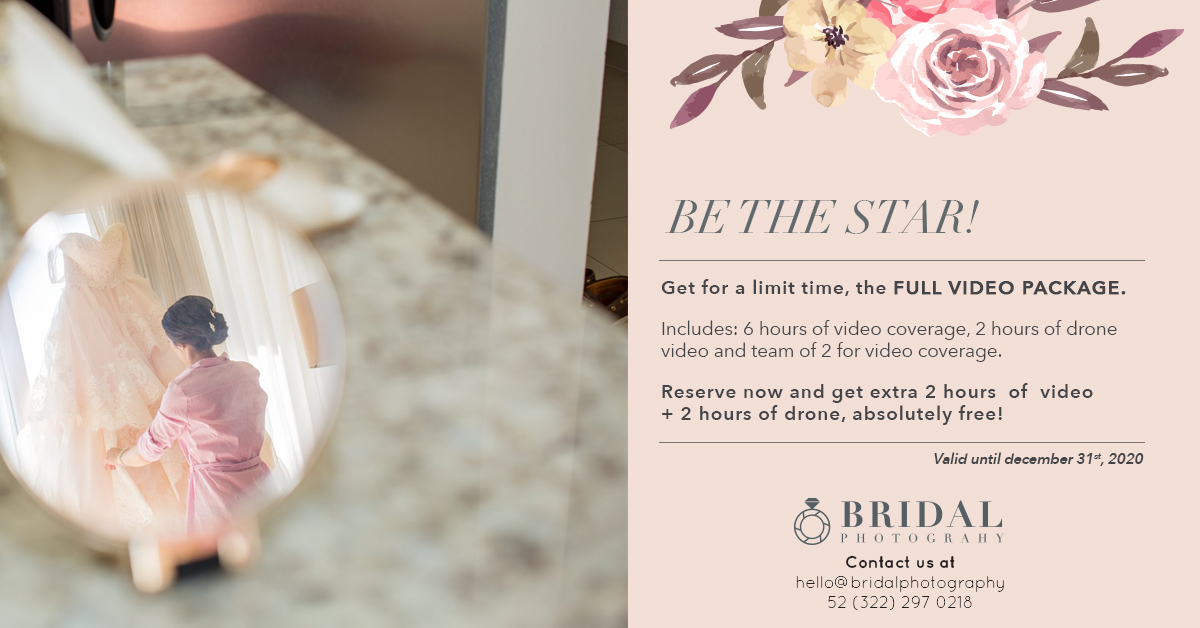 BE THE STAR!
Get for a limit time, the FULL VIDEO PACKAGE.
Includes: 6 hours of video coverage, 2 hours of drone
video and team of 2 for video coverage.
Reserve now and get extra 2 hours of video
+ 2 hours of drone, absolutely free!
Valid until december 31st, 2020
BRIDAL
PHOTOGRAHY
Contact us at
hello@bridalphotography
52 (322) 297 0218